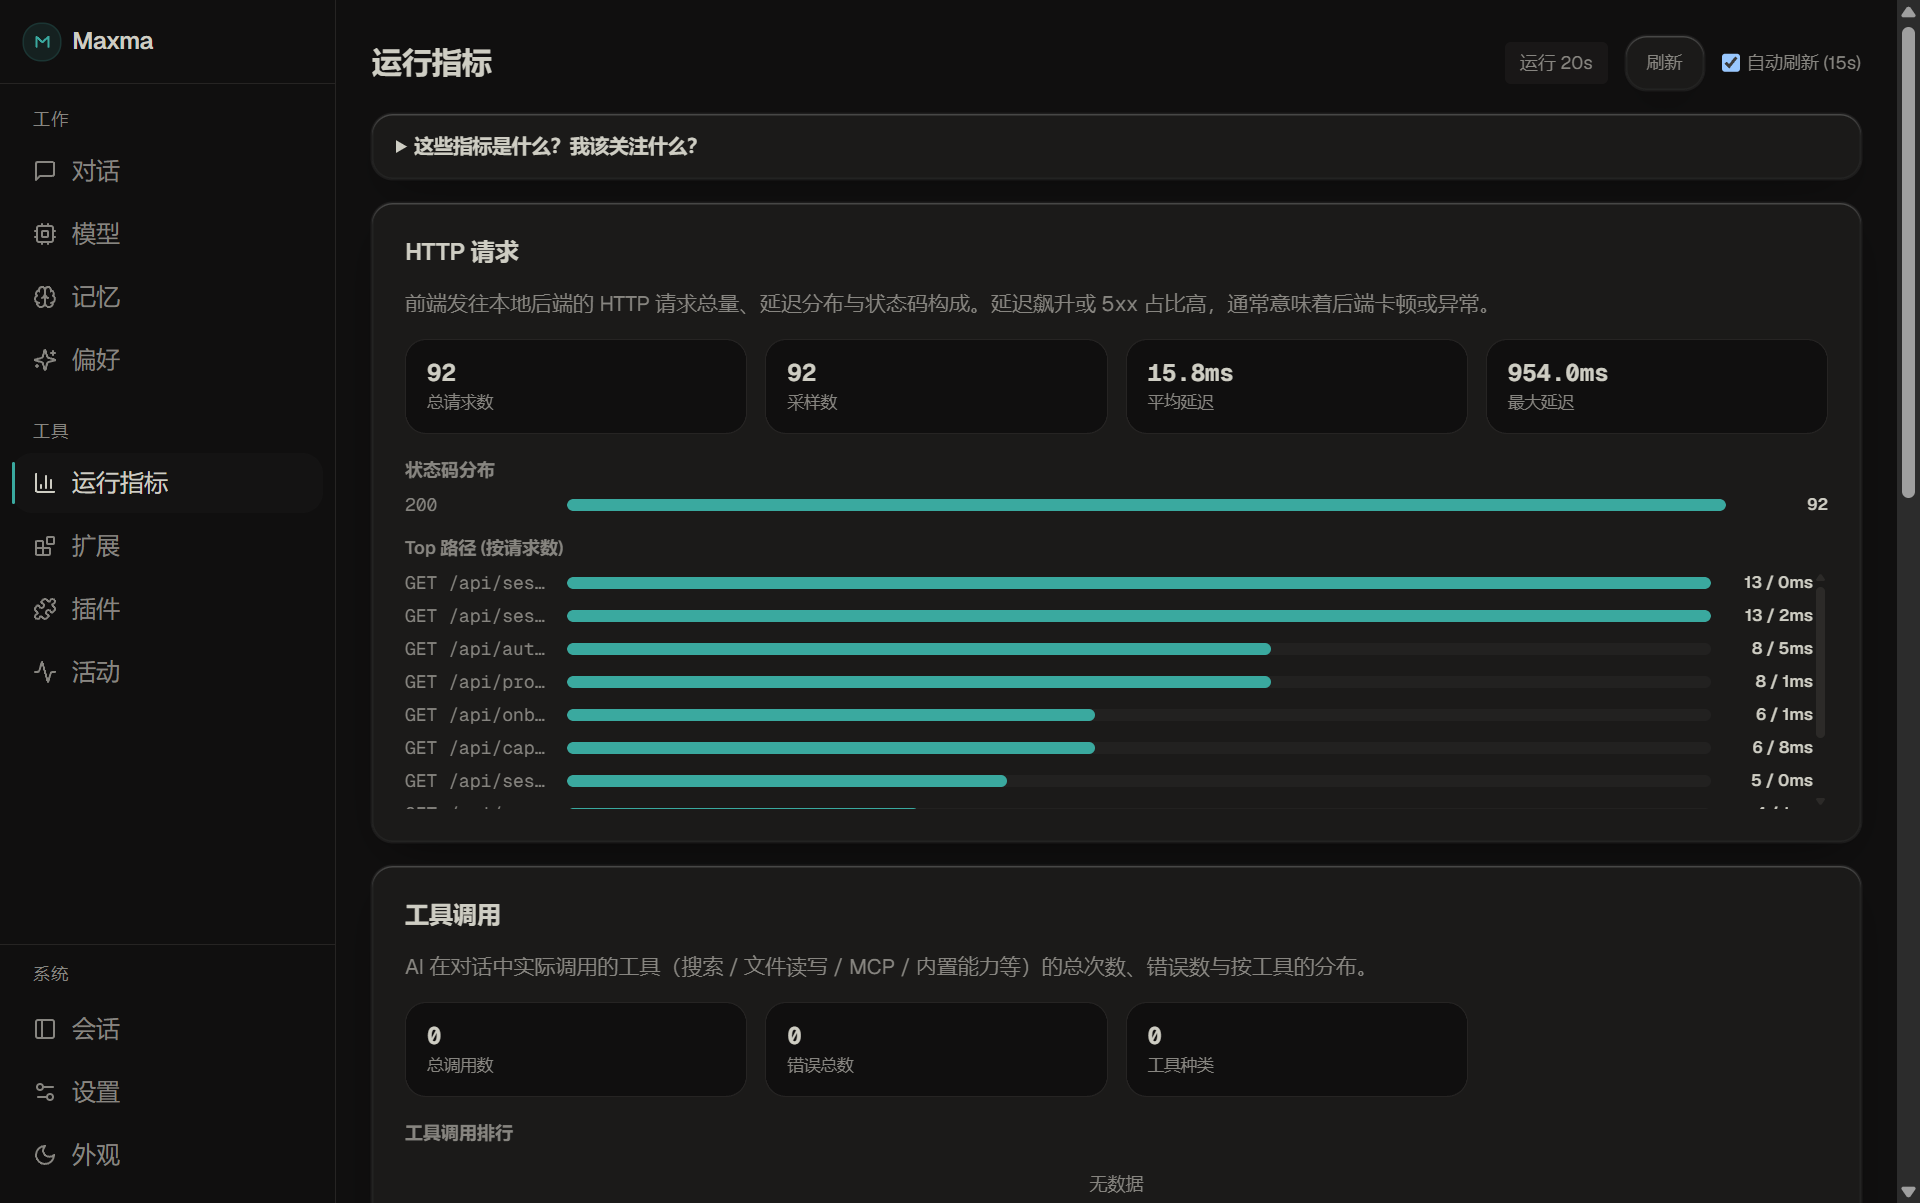 Maxma
工作
对话
模型
记忆
偏好
工具
运行指标
扩展
插件
活动
系统
会话
设置
外观
运行指标
运行 20s
刷新
自动刷新 (15s)
这些指标是什么？我该关注什么？
HTTP 请求
前端发往本地后端的 HTTP 请求总量、延迟分布与状态码构成。延迟飙升或 5xx 占比高，通常意味着后端卡顿或异常。
92
总请求数
92
采样数
15.8ms
平均延迟
954.0ms
最大延迟
状态码分布
200 92
Top 路径 (按请求数)
GET /api/ses… 13 / 0ms
GET /api/ses… 13 / 2ms
GET /api/aut… 8 / 5ms
GET /api/pro… 8 / 1ms
GET /api/onb… 6 / 1ms
GET /api/cap… 6 / 8ms
GET /api/ses… 5 / 0ms
工具调用
AI 在对话中实际调用的工具（搜索 / 文件读写 / MCP / 内置能力等）的总次数、错误数与按工具的分布。
0
总调用数
0
错误总数
0
工具种类
工具调用排行
无数据